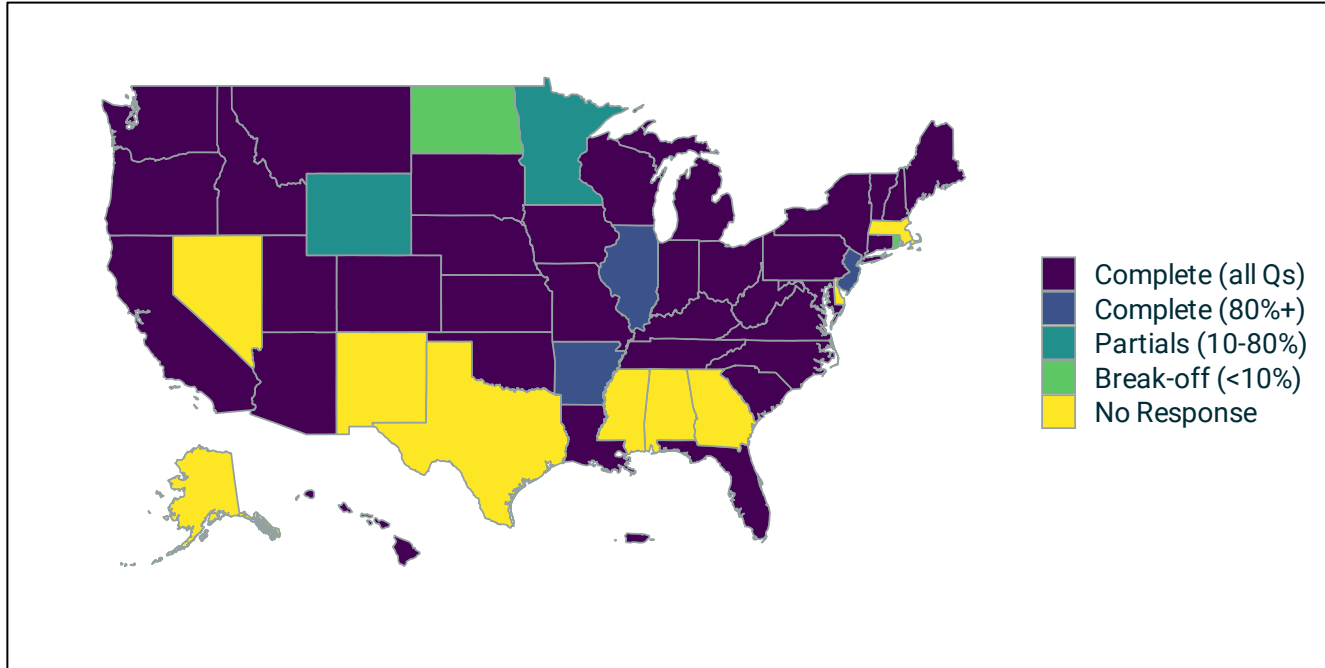 Complete (all Qs)
Complete (80%+)
Partials (10-80%)
Break-off (<10%)
No Response